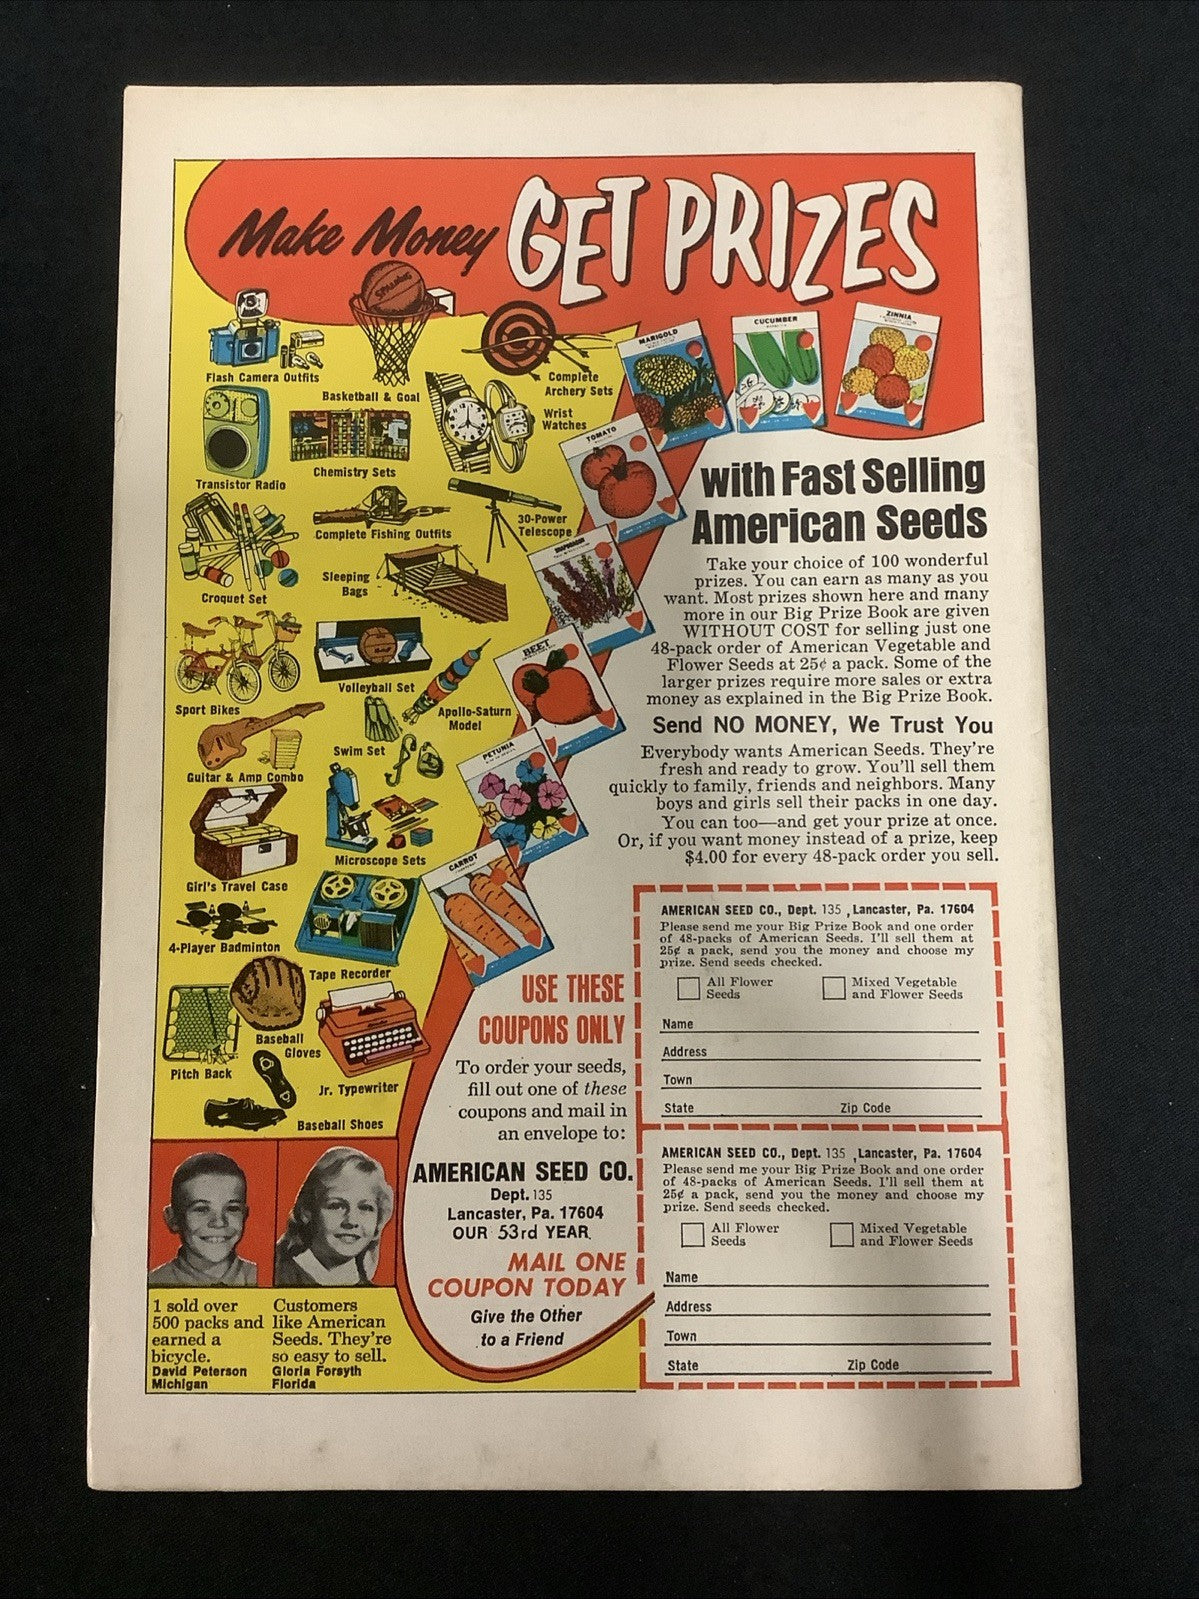 Make Money GET PRIZES
SPALDING
Flash Camera Outfits
Basketball & Goal
Complete
Archery Sets
Wrist
Watches
Transistor Radio
Chemistry Sets
Complete Fishing Outfits
30-Power
Telescope
Croquet Set
Sleeping
Bags
Sport Bikes
Volleyball Set
Apollo-Saturn
Model
Swim Set
Guitar & Amp Combo
Microscope Sets
Girl's Travel Case
4-Player Badminton
Tape Recorder
Baseball
Gloves
Pitch Back
Jr. Typewriter
Baseball Shoes
MARIGOLD
CUCUMBER
ZINNIA
TOMATO
SNAPDRAGON
BEET
PETUNIA
CARROT
with Fast Selling
American Seeds
Take your choice of 100 wonderful
prizes. You can earn as many as you
want. Most prizes shown here and many
more in our Big Prize Book are given
WITHOUT COST for selling just one
48-pack order of American Vegetable and
Flower Seeds at 25¢ a pack. Some of the
larger prizes require more sales or extra
money as explained in the Big Prize Book.
Send NO MONEY, We Trust You
Everybody wants American Seeds. They're
fresh and ready to grow. You'll sell them
quickly to family, friends and neighbors. Many
boys and girls sell their packs in one day.
You can too—and get your prize at once.
Or, if you want money instead of a prize, keep
$4.00 for every 48-pack order you sell.
USE THESE
COUPONS ONLY
To order your seeds,
fill out one of these
coupons and mail in
an envelope to:
AMERICAN SEED CO.
Dept. 135
Lancaster, Pa. 17604
OUR 53rd YEAR
MAIL ONE
COUPON TODAY
Give the Other
to a Friend
I sold over
500 packs and
earned a
bicycle.
David Peterson
Michigan
Customers
like American
Seeds. They're
so easy to sell.
Gloria Forsyth
Florida
AMERICAN SEED CO., Dept. 135 , Lancaster, Pa. 17604
Please send me your Big Prize Book and one order
of 48-packs of American Seeds. I'll sell them at
25¢ a pack, send you the money and choose my
prize. Send seeds checked.
All Flower
Seeds
Mixed Vegetable
and Flower Seeds
Name
Address
Town
State Zip Code
AMERICAN SEED CO., Dept. 135 , Lancaster, Pa. 17604
Please send me your Big Prize Book and one order
of 48-packs of American Seeds. I'll sell them at
25¢ a pack, send you the money and choose my
prize. Send seeds checked.
All Flower
Seeds
Mixed Vegetable
and Flower Seeds
Name
Address
Town
State Zip Code